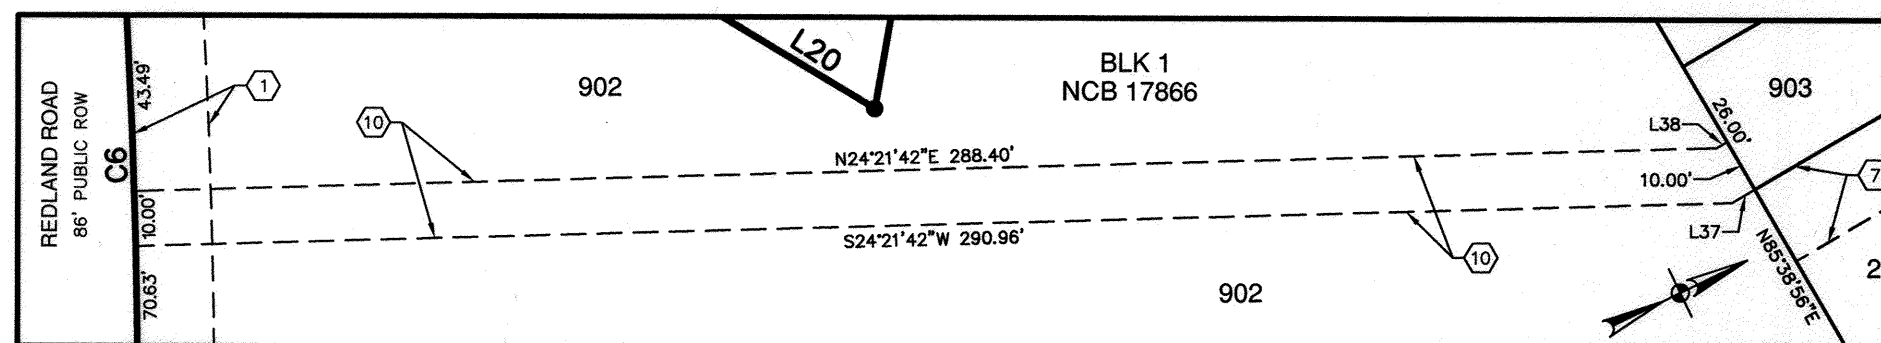 REDLAND ROAD
86' PUBLIC ROW
C6
43.49'
10.00'
70.63'
1
10
902
L20
BLK 1
NCB 17866
N24°21'42"E 288.40'
S24°21'42"W 290.96'
902
10
903
26.00'
L38
10.00'
L37
7
N85°38'56"E
2